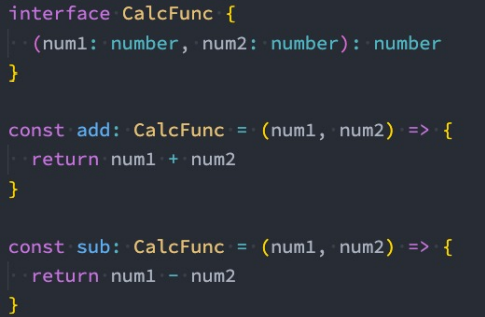 interface CalcFunc {
  (num1: number, num2: number): number
}

const add: CalcFunc = (num1, num2) => {
  return num1 + num2
}

const sub: CalcFunc = (num1, num2) => {
  return num1 - num2
}